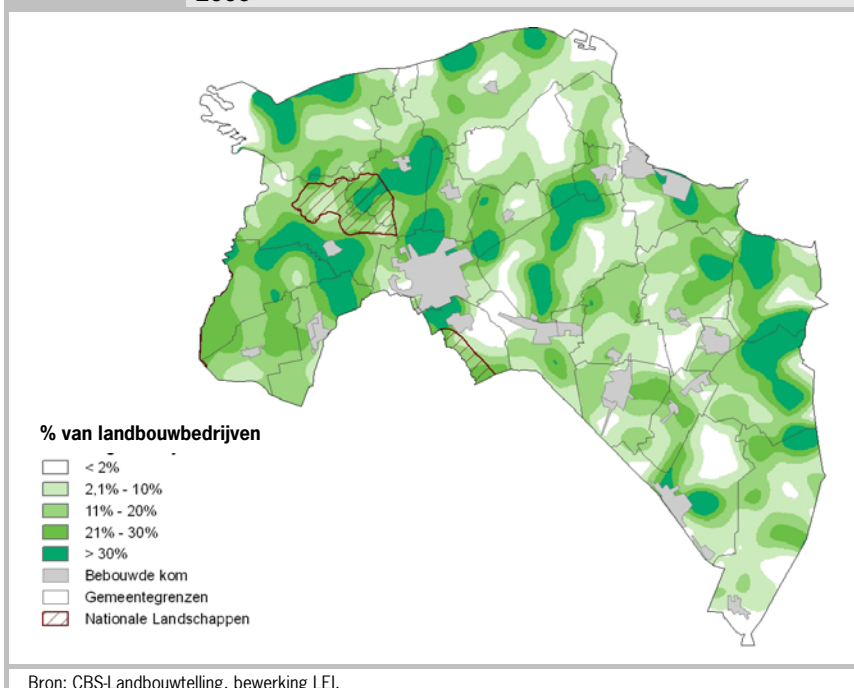 % van landbouwbedrijven
< 2%
2,1% - 10%
11% - 20%
21% - 30%
> 30%
Bebouwde kom
Gemeentegrenzen
Nationale Landschappen
Bron: CBS-Landbouwtelling, bewerking LEI.